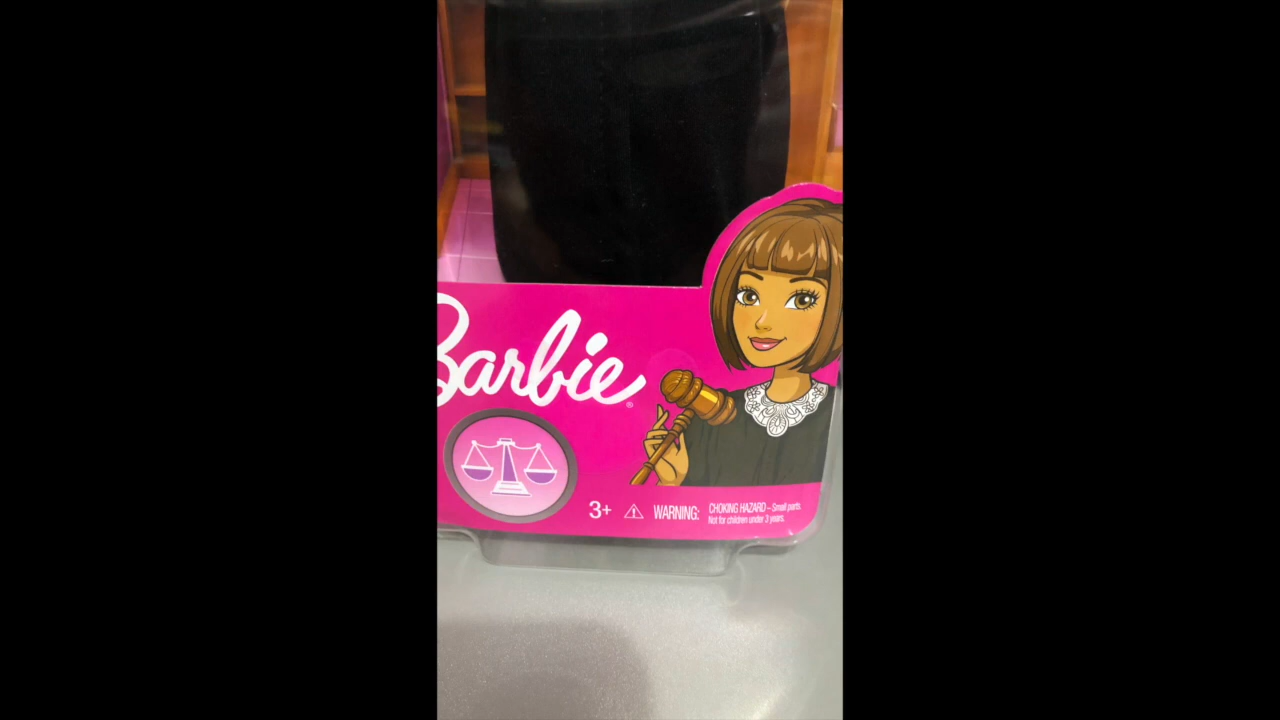 Barbie®
3+ WARNING: CHOKING HAZARD – Small parts.
Not for children under 3 years.